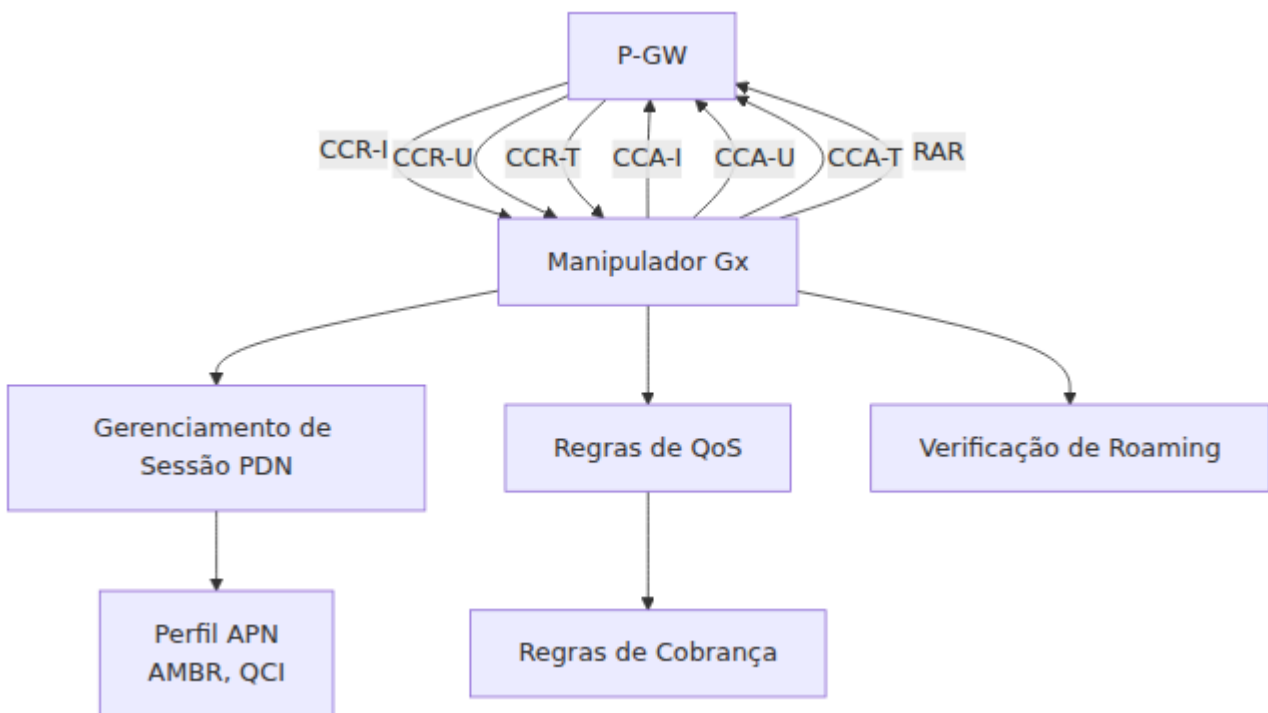 P-GW
CCR-I
CCR-U
CCR-T
CCA-I
CCA-U
CCA-T
RAR
Manipulador Gx
Gerenciamento de
Sessão PDN
Regras de QoS
Verificação de Roaming
Perfil APN
AMBR, QCI
Regras de Cobrança